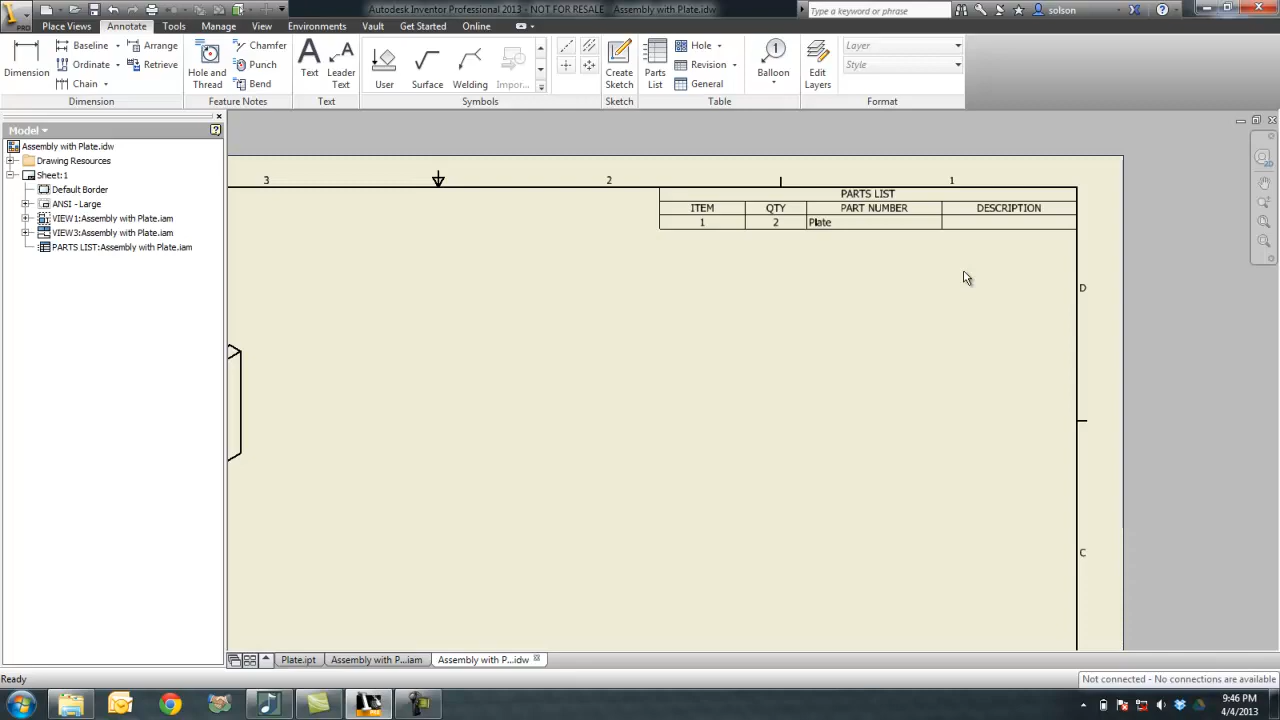 PRO
Autodesk Inventor Professional 2013 - NOT FOR RESALE Assembly with Plate.idw
Type a keyword or phrase
solson
Place Views Annotate Tools Manage View Environments Vault Get Started Online
Dimension
Baseline
Ordinate
Chain
Arrange
Retrieve
Dimension
Hole and Thread
Chamfer
Punch
Bend
Feature Notes
Text
Leader Text
Text
User
Surface
Welding
Impor...
Symbols
Create Sketch
Sketch
Parts List
Hole
Revision
General
Table
Balloon
Edit Layers
Layer
Style
Format
Model
Assembly with Plate.idw
Drawing Resources
Sheet:1
Default Border
ANSI - Large
VIEW1:Assembly with Plate.iam
VIEW3:Assembly with Plate.iam
PARTS LIST:Assembly with Plate.iam
3 2 1
PARTS LIST
ITEM QTY PART NUMBER DESCRIPTION
1 2 Plate
D
C
Plate.ipt Assembly with P...iam Assembly with P...idw
Ready
Not connected - No connections are available
9:46 PM
4/4/2013